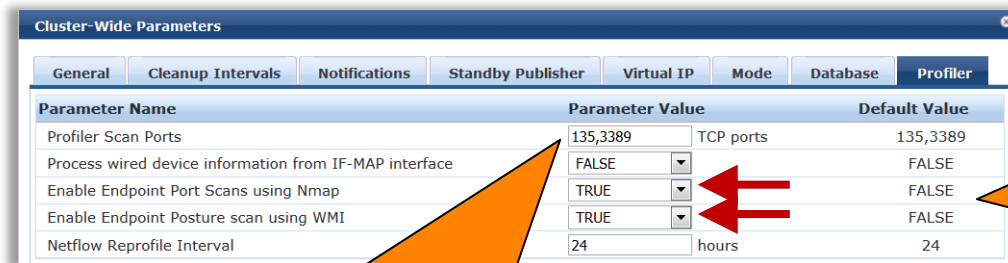 Cluster-Wide Parameters
General Cleanup Intervals Notifications Standby Publisher Virtual IP Mode Database Profiler
Parameter Name Parameter Value Default Value
Profiler Scan Ports 135,3389 TCP ports 135,3389
Process wired device information from IF-MAP interface FALSE FALSE
Enable Endpoint Port Scans using Nmap TRUE FALSE
Enable Endpoint Posture scan using WMI TRUE FALSE
Netflow Reprofile Interval 24 hours 24